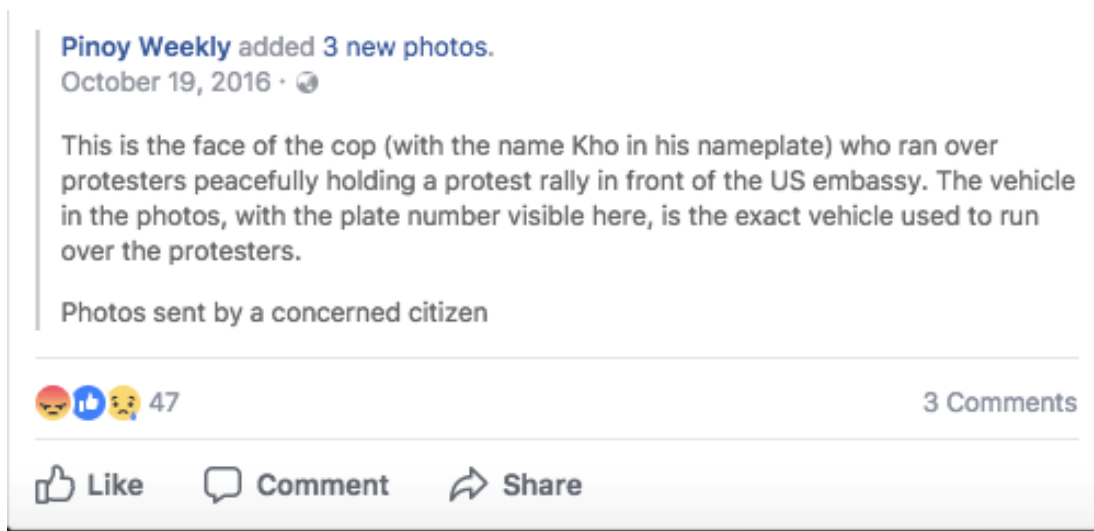 Pinoy Weekly added 3 new photos.
October 19, 2016 ·
This is the face of the cop (with the name Kho in his nameplate) who ran over
protesters peacefully holding a protest rally in front of the US embassy. The vehicle
in the photos, with the plate number visible here, is the exact vehicle used to run
over the protesters.
Photos sent by a concerned citizen
47 3 Comments
Like Comment Share